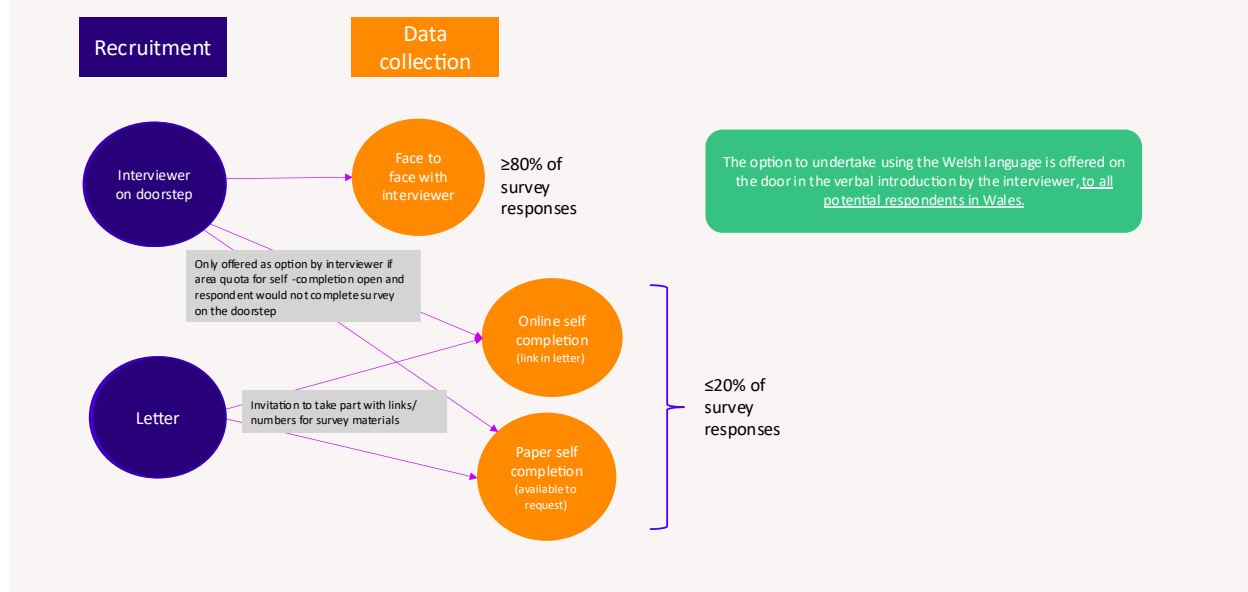 Recruitment
Data
collection
Interviewer
on doorstep
Face to
face with
interviewer
≥80% of
survey
responses
The option to undertake using the Welsh language is offered on
the door in the verbal introduction by the interviewer, to all
potential respondents in Wales.
Only offered as option by interviewer if
area quota for self -completion open and
respondent would not complete survey
on the doorstep
Online self
completion
(link in letter)
Letter
Invitation to take part with links/
numbers for survey materials
≤20% of
survey
responses
Paper self
completion
(available to
request)